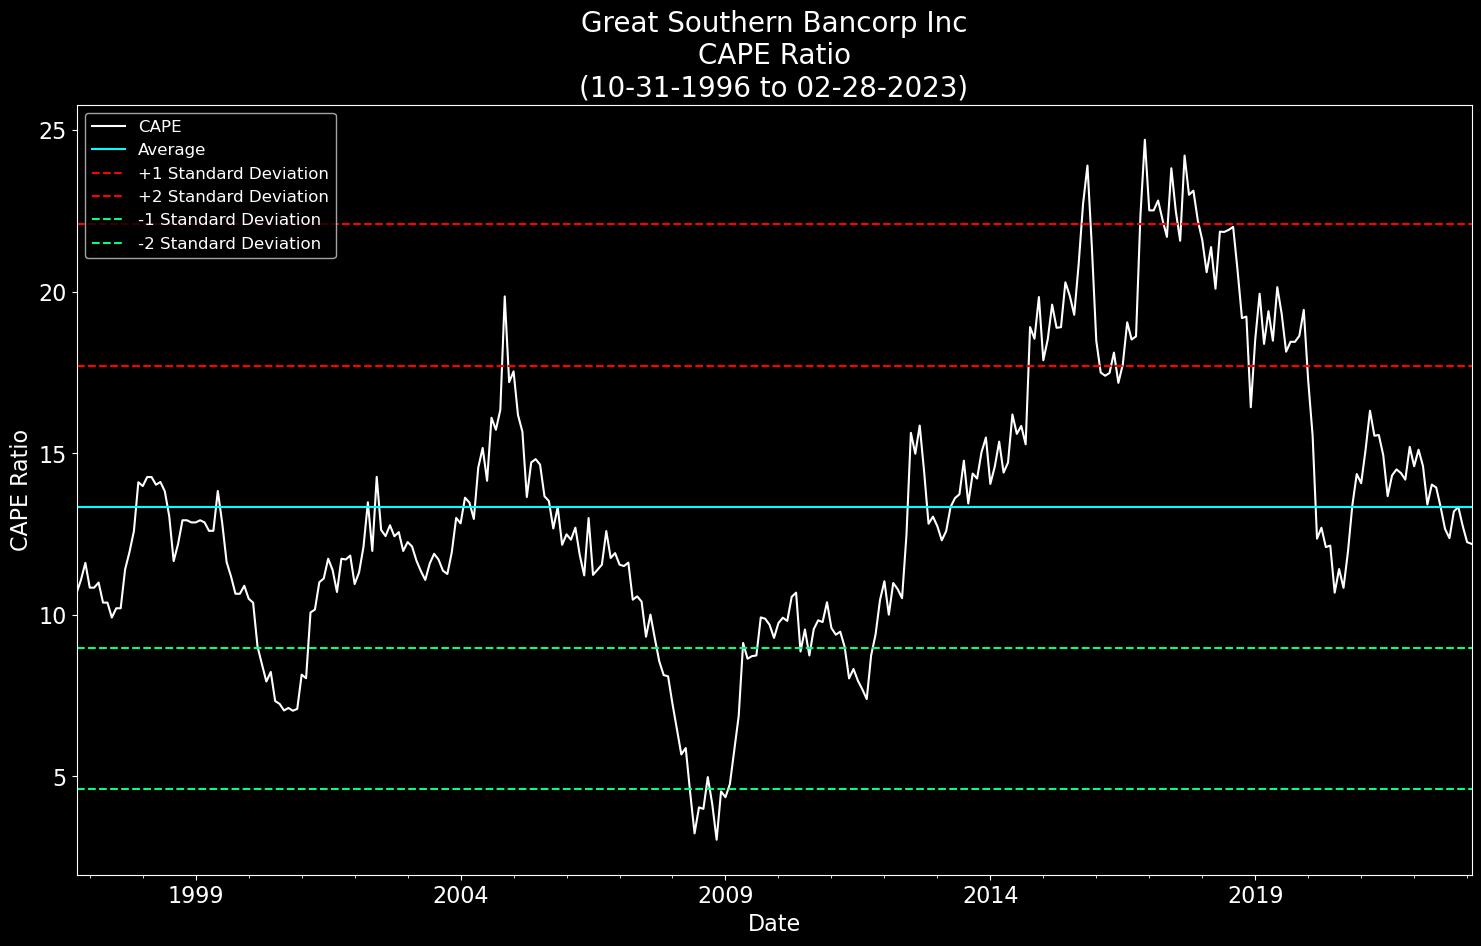 Great Southern Bancorp Inc
CAPE Ratio
(10-31-1996 to 02-28-2023)
CAPE
Average
+1 Standard Deviation
+2 Standard Deviation
-1 Standard Deviation
-2 Standard Deviation
25
20
15
10
5
CAPE Ratio
1999
2004
2009
2014
2019
Date